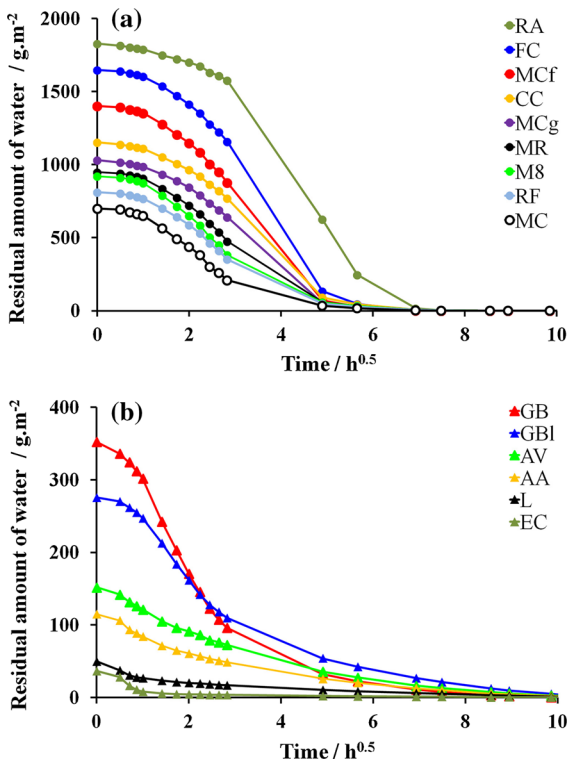 (a)
Residual amount of water / g.m-2
2000
1500
1000
500
0
0 2 4 6 8 10
Time / h0.5
RA
FC
MCf
CC
MCg
MR
M8
RF
MC
(b)
Residual amount of water / g.m-2
400
300
200
100
0
0 2 4 6 8 10
Time / h0.5
GB
GBl
AV
AA
L
EC